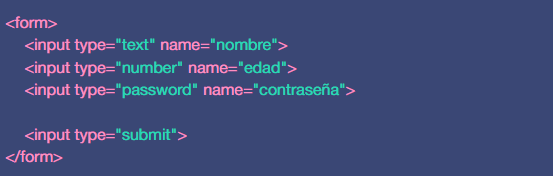 <form>
<input type="text" name="nombre">
<input type="number" name="edad">
<input type="password" name="contraseña">
<input type="submit">
</form>